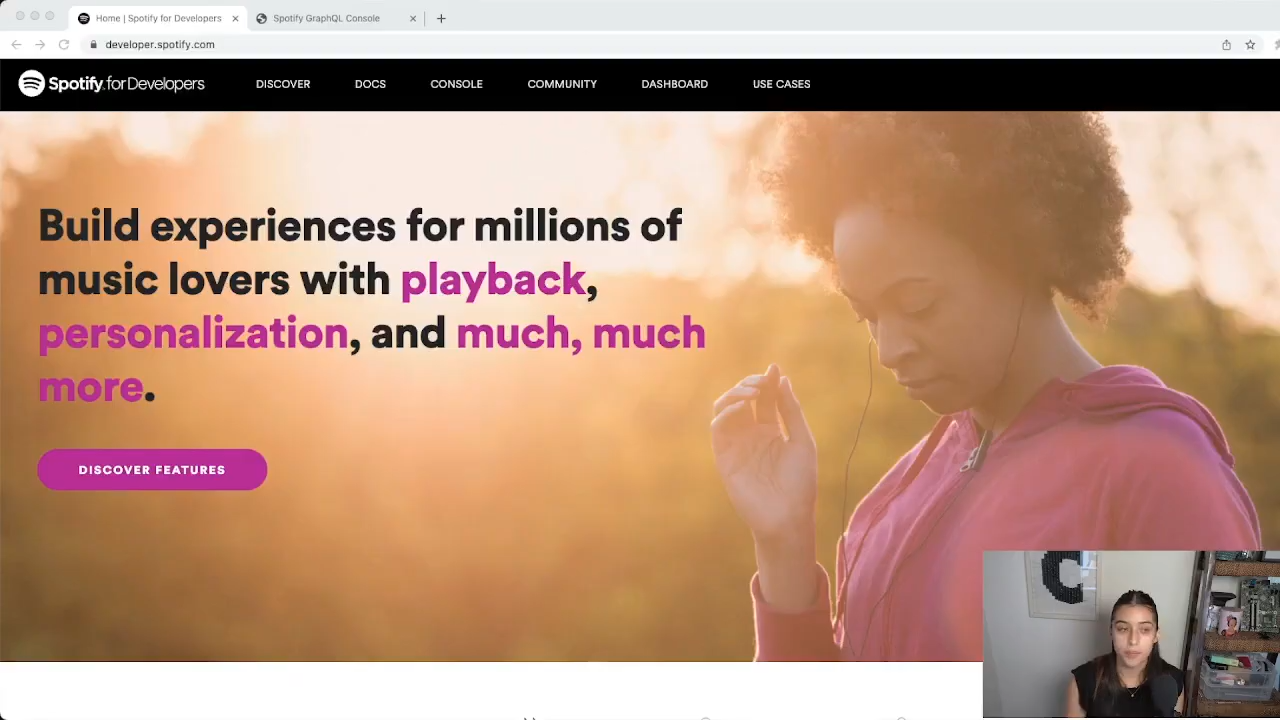 Home | Spotify for Developers
Spotify GraphQL Console
developer.spotify.com
Spotify for Developers
DISCOVER
DOCS
CONSOLE
COMMUNITY
DASHBOARD
USE CASES
Build experiences for millions of
music lovers with playback,
personalization, and much, much
more.
DISCOVER FEATURES
C